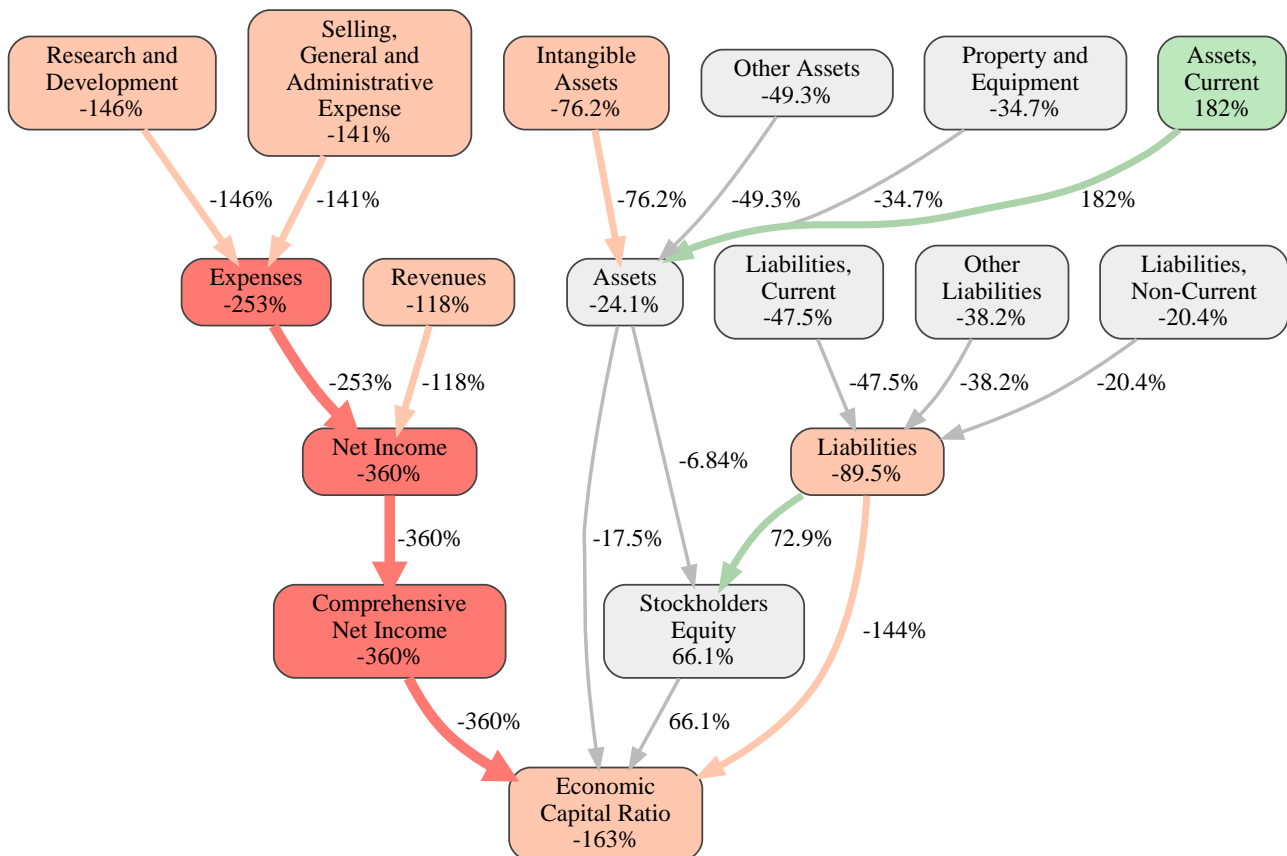 Research and
Development
-146%
Selling,
General and
Administrative
Expense
-141%
Intangible
Assets
-76.2%
Other Assets
-49.3%
Property and
Equipment
-34.7%
Assets,
Current
182%
-146%
-141%
-76.2%
-49.3%
-34.7%
182%
Expenses
-253%
Revenues
-118%
Assets
-24.1%
Liabilities,
Current
-47.5%
Other
Liabilities
-38.2%
Liabilities,
Non-Current
-20.4%
-253%
-118%
-47.5%
-38.2%
-20.4%
Net Income
-360%
-6.84%
Liabilities
-89.5%
-360%
-17.5%
72.9%
Comprehensive
Net Income
-360%
Stockholders
Equity
66.1%
-144%
-360%
66.1%
Economic
Capital Ratio
-163%